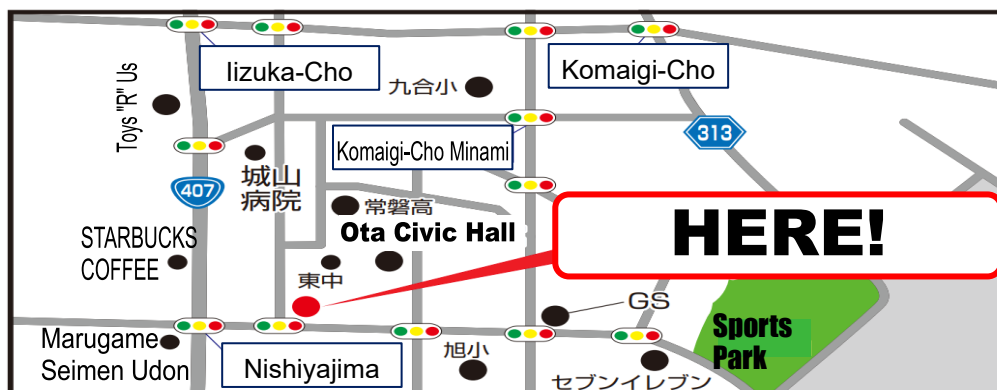 Iizuka-Cho
Komaigi-Cho
Toys "R" Us
九合小
Komaigi-Cho Minami
313
城山
病院
407
常磐高
HERE!
Ota Civic Hall
STARBUCKS
COFFEE
東中
GS
Sports
Park
Marugame
Seimen Udon
Nishiyajima
旭小
セブンイレブン